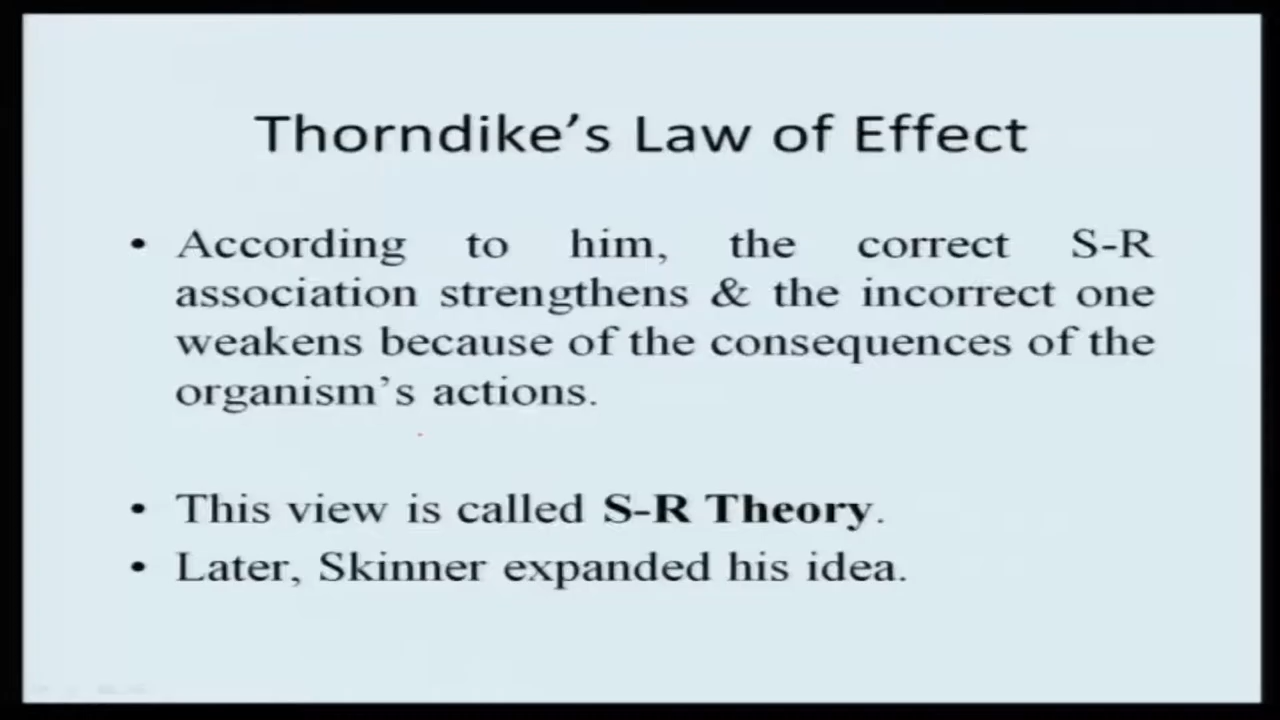 Thorndike’s Law of Effect
• According to him, the correct S-R
association strengthens & the incorrect one
weakens because of the consequences of the
organism’s actions.
• This view is called S-R Theory.
• Later, Skinner expanded his idea.